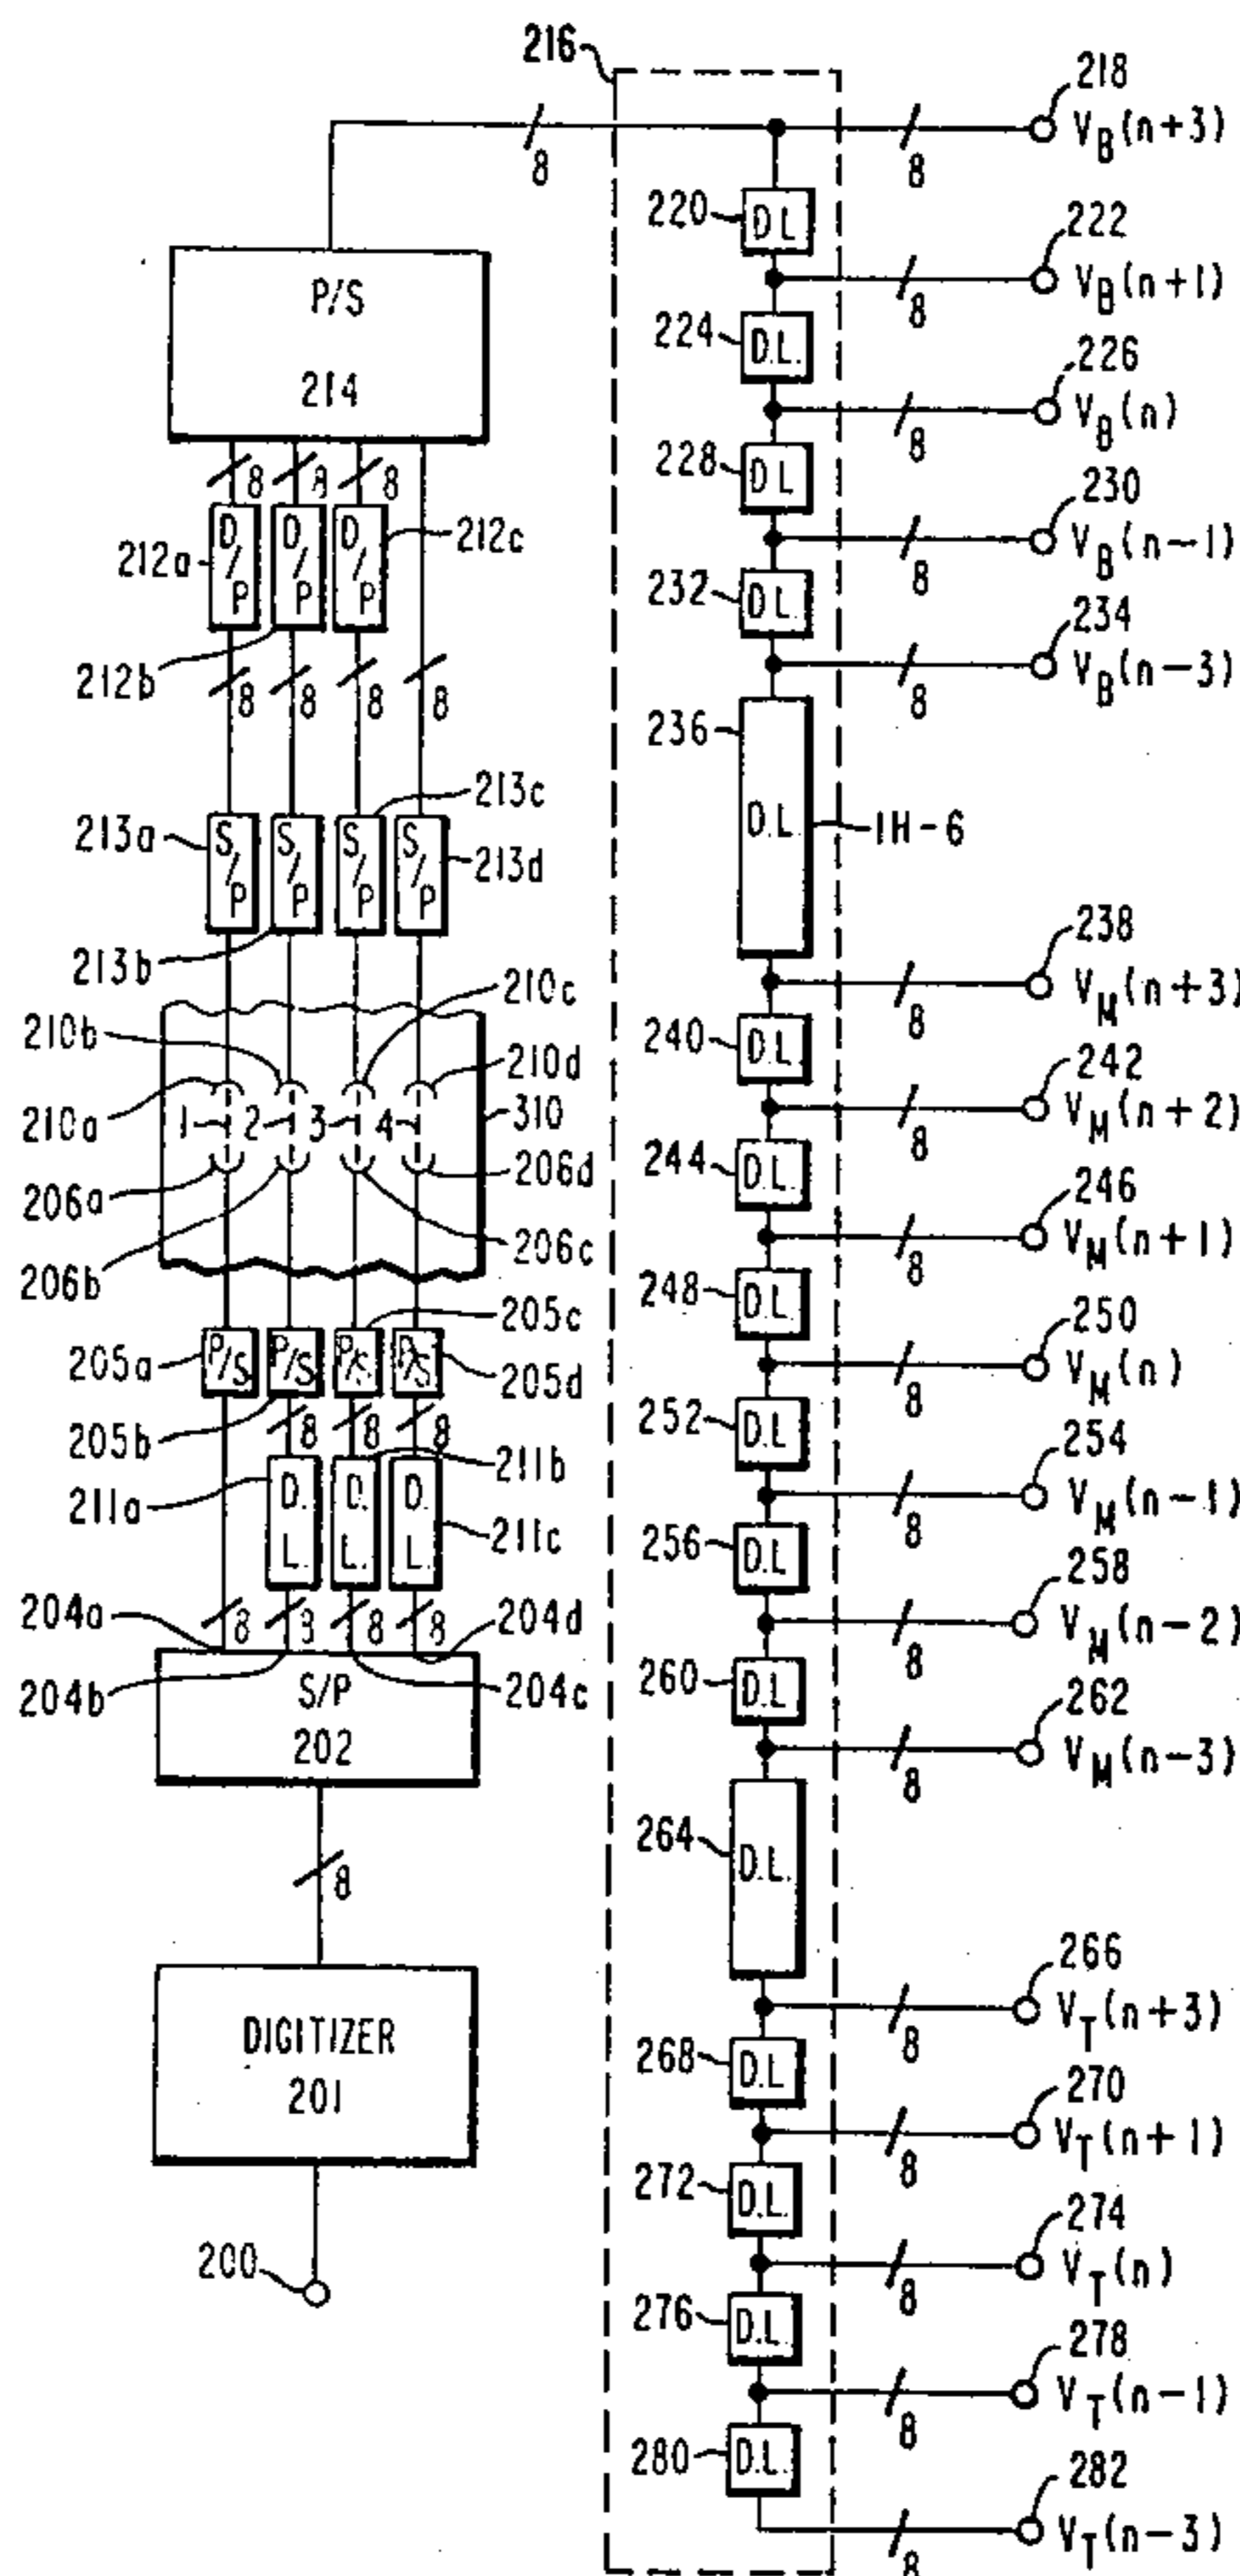 216
218
8
8
V_B(n+3)
220
D L
222
8
V_B(n+1)
P/S
214
224
D.L.
226
8
V_B(n)
8
8
8
228
D L
230
8
V_B(n-1)
212a
D/P
D/P
D/P
212c
232
D L
234
8
V_B(n-3)
212b
8
8
8
8
236
D.L
1H-6
213a
S/P
S/P
S/P
S/P
213c
213d
213b
238
8
V_M(n+3)
210b
210c
240
D L
210a
1
2
3
4
210d
310
242
8
V_M(n+2)
206a
206d
244
D L
206b
206c
246
8
V_M(n+1)
248
D.L
205a
P/S
P/S
P/S
P/S
205c
205d
250
8
V_M(n)
205b
8
8
8
252
D.L
211a
D.L.
D.L.
D.L.
211b
211c
254
8
V_M(n-1)
256
D.L
204a
8
8
8
8
204d
258
8
V_M(n-2)
204b
S/P
202
204c
260
D.L
262
8
V_M(n-3)
264
D.L.
8
266
8
V_T(n+3)
DIGITIZER
201
268
D.L
270
8
V_T(n+1)
272
D.L.
274
8
V_T(n)
200
276
D.L.
278
8
V_T(n-1)
280
D.L.
282
8
V_T(n-3)